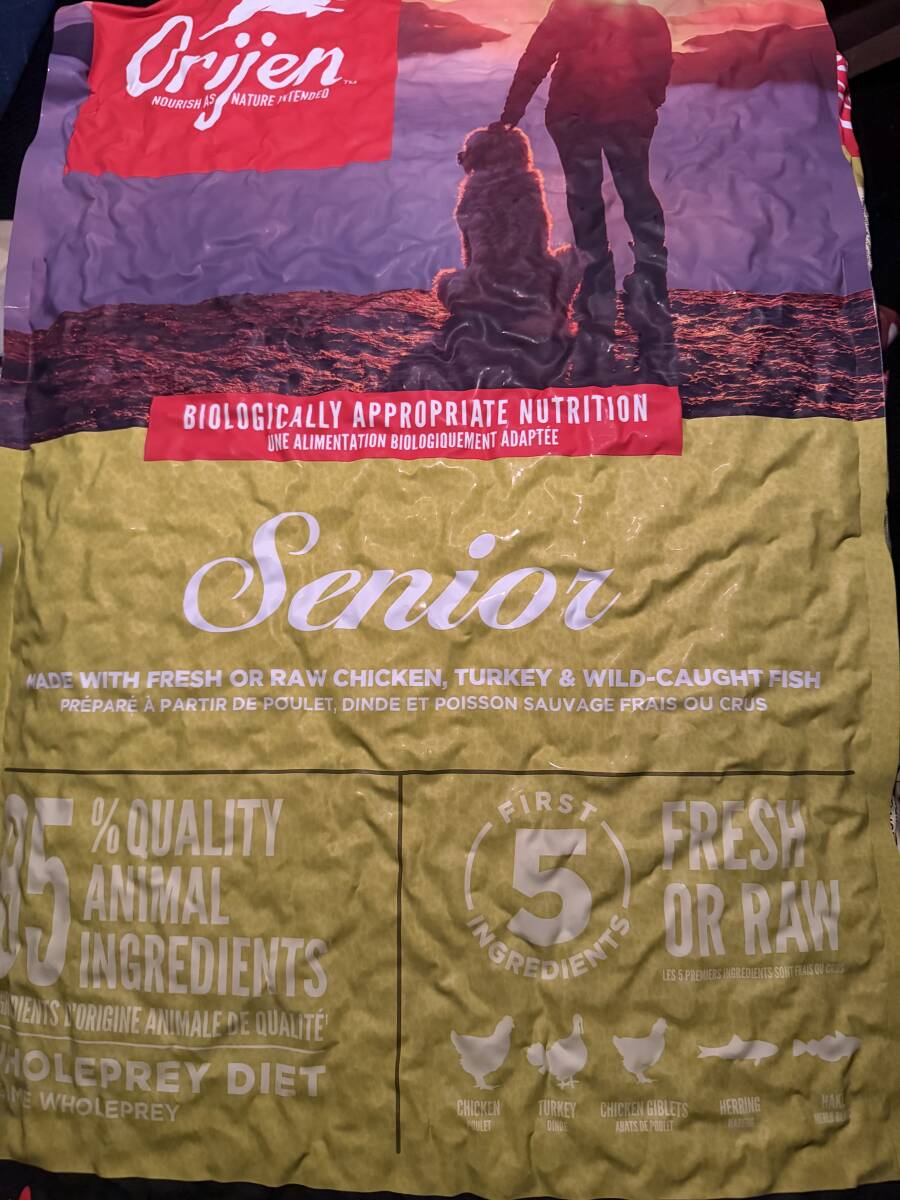 Orijen™
NOURISH AS NATURE INTENDED
BIOLOGICALLY APPROPRIATE NUTRITION
UNE ALIMENTATION BIOLOGIQUEMENT ADAPTÉE
Senior
MADE WITH FRESH OR RAW CHICKEN, TURKEY & WILD-CAUGHT FISH
PRÉPARÉ À PARTIR DE POULET, DINDE ET POISSON SAUVAGE FRAIS OU CRUS
85% QUALITY
ANIMAL
INGREDIENTS
D'ORIGINE ANIMALE DE QUALITÉ
WHOLEPREY DIET
WHOLEPREY
FIRST
5
INGREDIENTS
FRESH
OR RAW
LES 5 PREMIERS INGRÉDIENTS SONT FRAIS OU CRUS
CHICKEN
POULET
TURKEY
DINDE
CHICKEN GIBLETS
ABATS DE POULET
HERRING